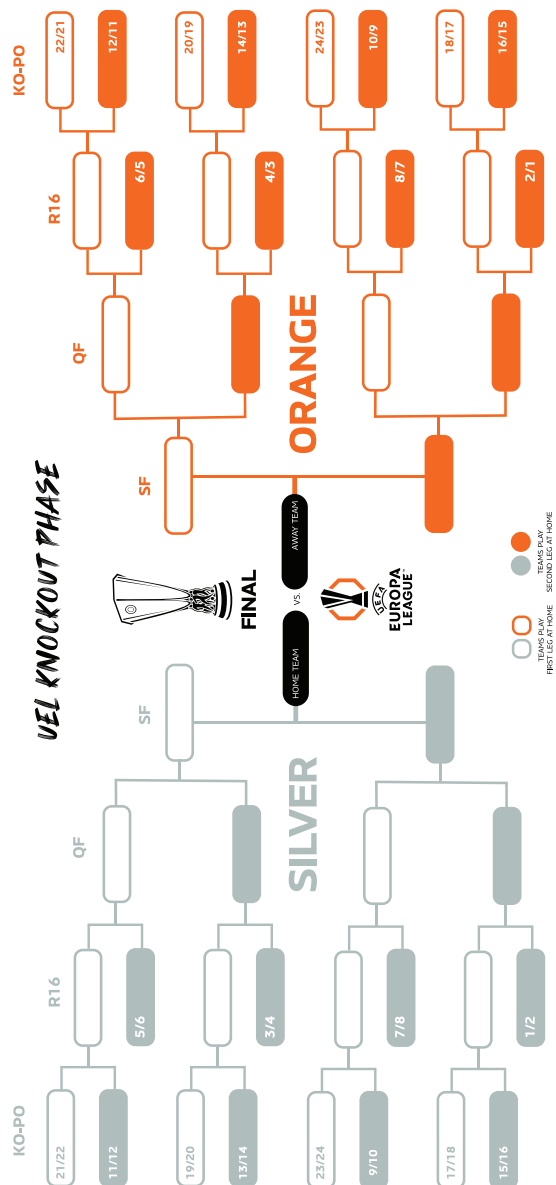 UEL KNOCKOUT PHASE
KO-PO
R16
QF
SF
SF
QF
R16
KO-PO
21/22
11/12
5/6
19/20
13/14
3/4
23/24
9/10
7/8
17/18
15/16
1/2
SILVER
FINAL
HOME TEAM
VS.
AWAY TEAM
UEFA
EUROPA
LEAGUE™
ORANGE
22/21
12/11
6/5
20/19
14/13
4/3
24/23
10/9
8/7
18/17
16/15
2/1
TEAMS PLAY
FIRST LEG AT HOME
TEAMS PLAY
SECOND LEG AT HOME